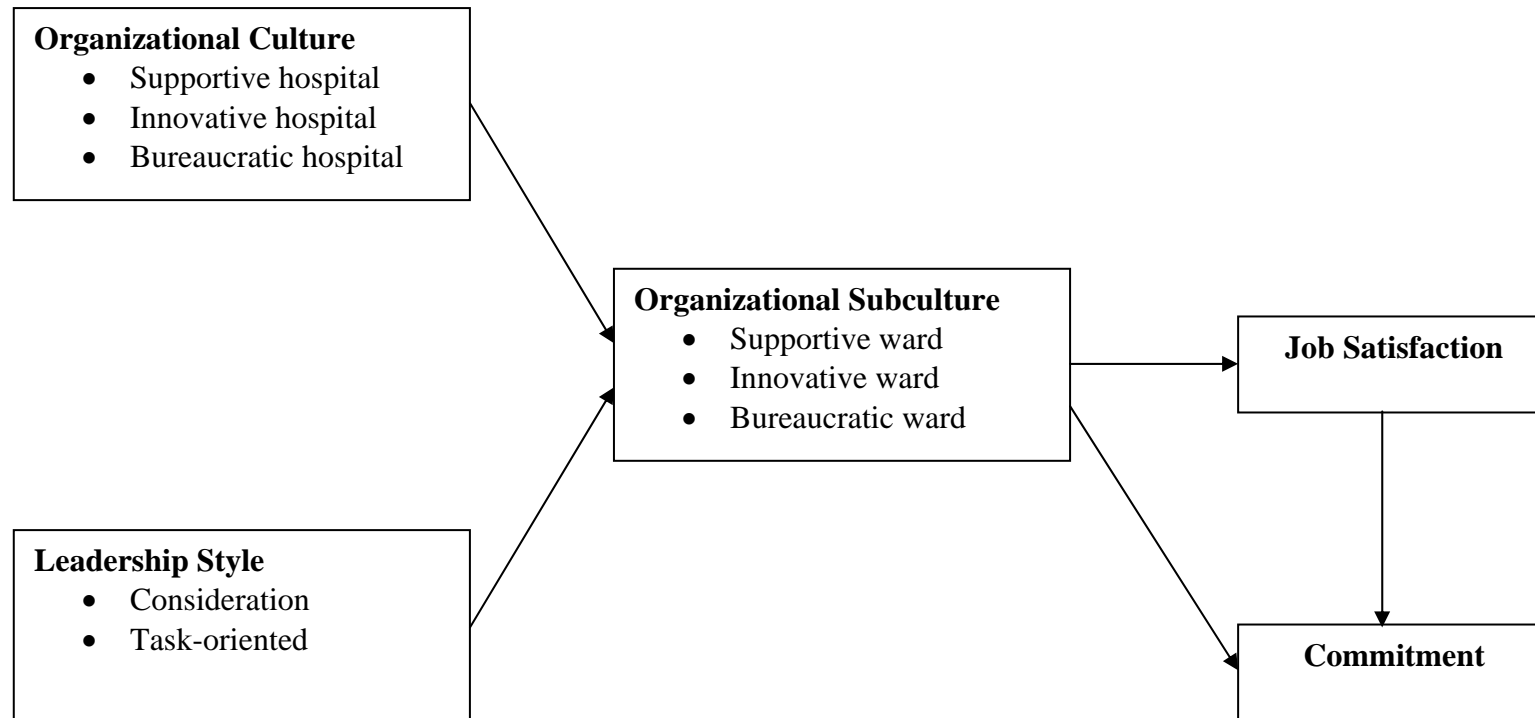 Organizational Culture
• Supportive hospital
• Innovative hospital
• Bureaucratic hospital
Organizational Subculture
• Supportive ward
• Innovative ward
• Bureaucratic ward
Job Satisfaction
Leadership Style
• Consideration
• Task-oriented
Commitment